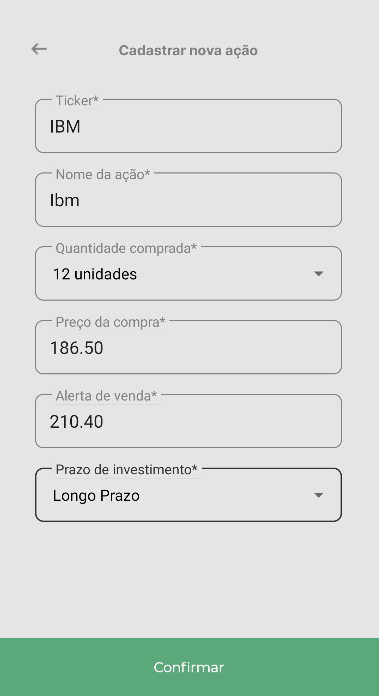 Cadastrar nova ação
Ticker*
IBM
Nome da ação*
Ibm
Quantidade comprada*
12 unidades
Preço da compra*
186.50
Alerta de venda*
210.40
Prazo de investimento*
Longo Prazo
Confirmar